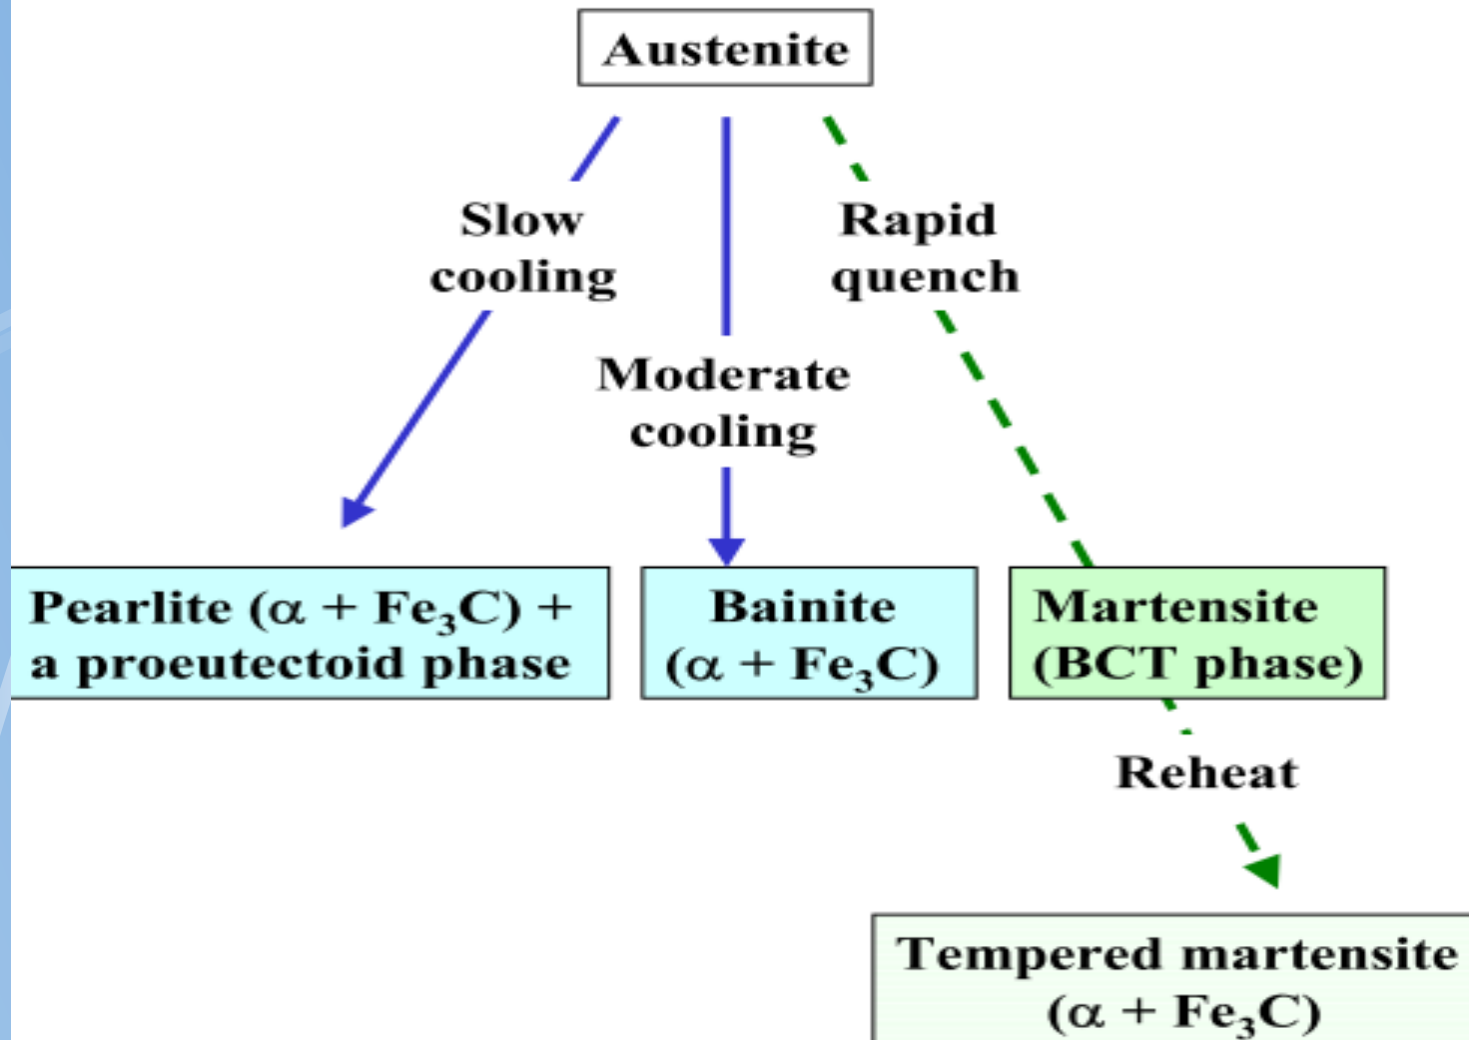 Austenite
Slow
cooling
Rapid
quench
Moderate
cooling
Pearlite (α + Fe₃C) +
a proeutectoid phase
Bainite
(α + Fe₃C)
Martensite
(BCT phase)
Reheat
Tempered martensite
(α + Fe₃C)